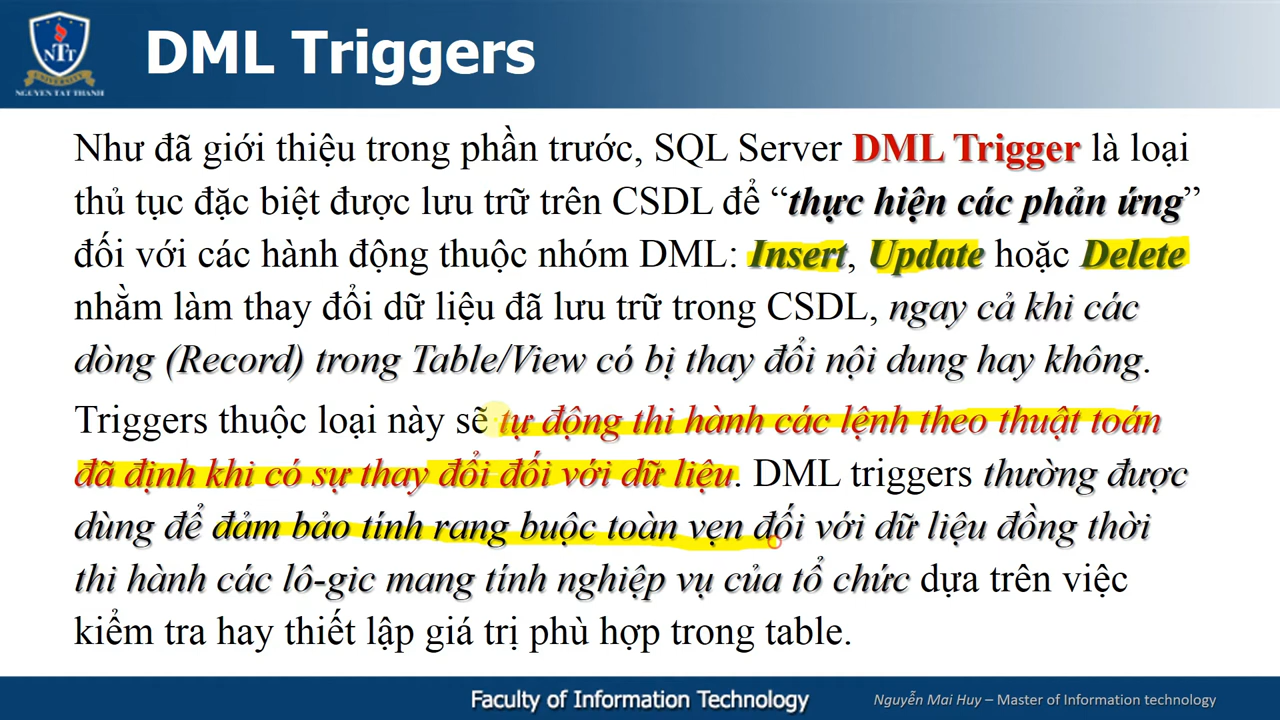 NTT
UNIVERSITY
NGUYEN TAT THANH
DML Triggers
Như đã giới thiệu trong phần trước, SQL Server DML Trigger là loại
thủ tục đặc biệt được lưu trữ trên CSDL để “thực hiện các phản ứng”
đối với các hành động thuộc nhóm DML: Insert, Update hoặc Delete
nhằm làm thay đổi dữ liệu đã lưu trữ trong CSDL, ngay cả khi các
dòng (Record) trong Table/View có bị thay đổi nội dung hay không.
Triggers thuộc loại này sẽ tự động thi hành các lệnh theo thuật toán
đã định khi có sự thay đổi đối với dữ liệu. DML triggers thường được
dùng để đảm bảo tính rang buộc toàn vẹn đối với dữ liệu đồng thời
thi hành các lô-gic mang tính nghiệp vụ của tổ chức dựa trên việc
kiểm tra hay thiết lập giá trị phù hợp trong table.
Faculty of Information Technology
Nguyễn Mai Huy – Master of Information technology